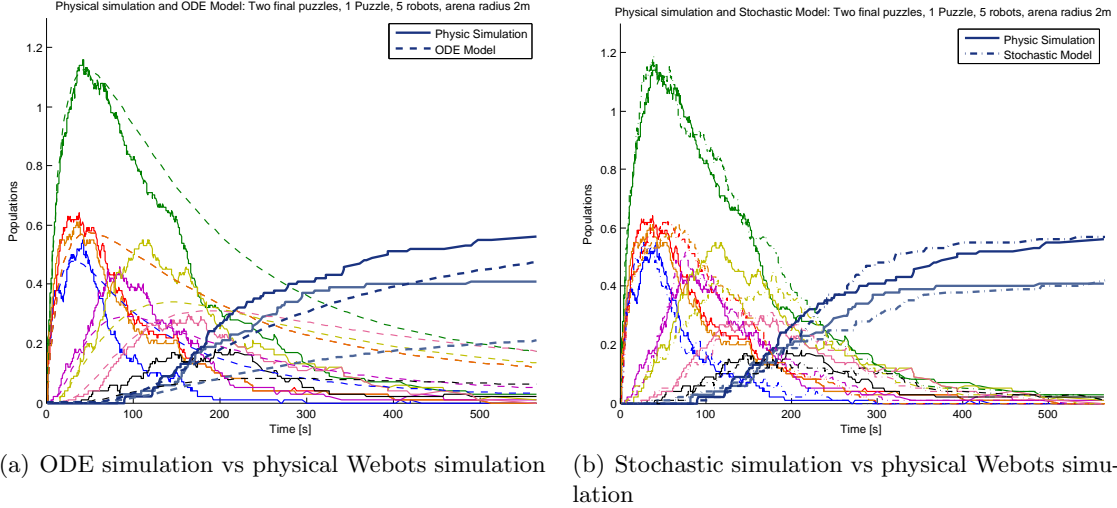 Physical simulation and ODE Model: Two final puzzles, 1 Puzzle, 5 robots, arena radius 2m
Physic Simulation
ODE Model
Populations
1.2
1
0.8
0.6
0.4
0.2
0
0 100 200 300 400 500
Time [s]
(a) ODE simulation vs physical Webots simulation
Physical simulation and Stochastic Model: Two final puzzles, 1 Puzzle, 5 robots, arena radius 2m
Physic Simulation
Stochastic Model
Populations
1.2
1
0.8
0.6
0.4
0.2
0
0 100 200 300 400 500
Time [s]
(b) Stochastic simulation vs physical Webots simu-
lation